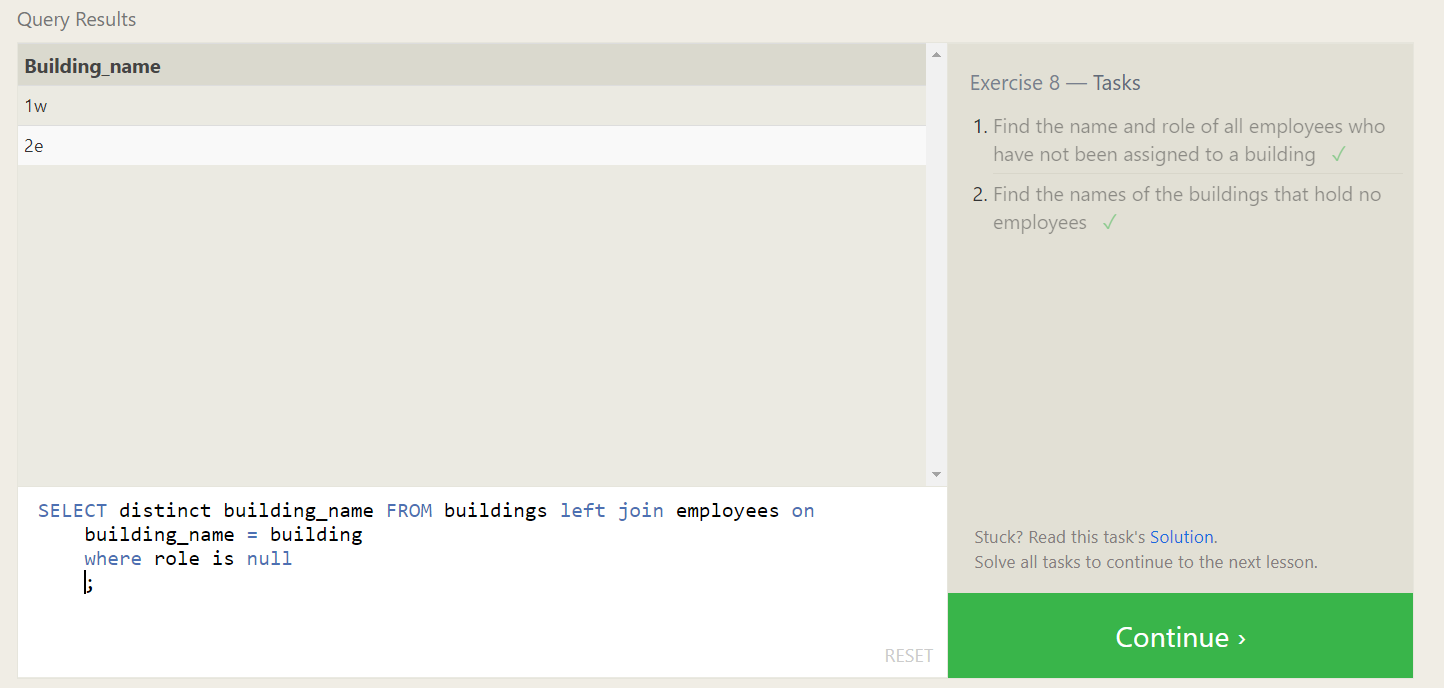 Query Results
Building_name
1w
2e
SELECT distinct building_name FROM buildings left join employees on
building_name = building
where role is null
;
RESET
Exercise 8 — Tasks
1. Find the name and role of all employees who
have not been assigned to a building ✓
2. Find the names of the buildings that hold no
employees ✓
Stuck? Read this task's Solution.
Solve all tasks to continue to the next lesson.
Continue ›